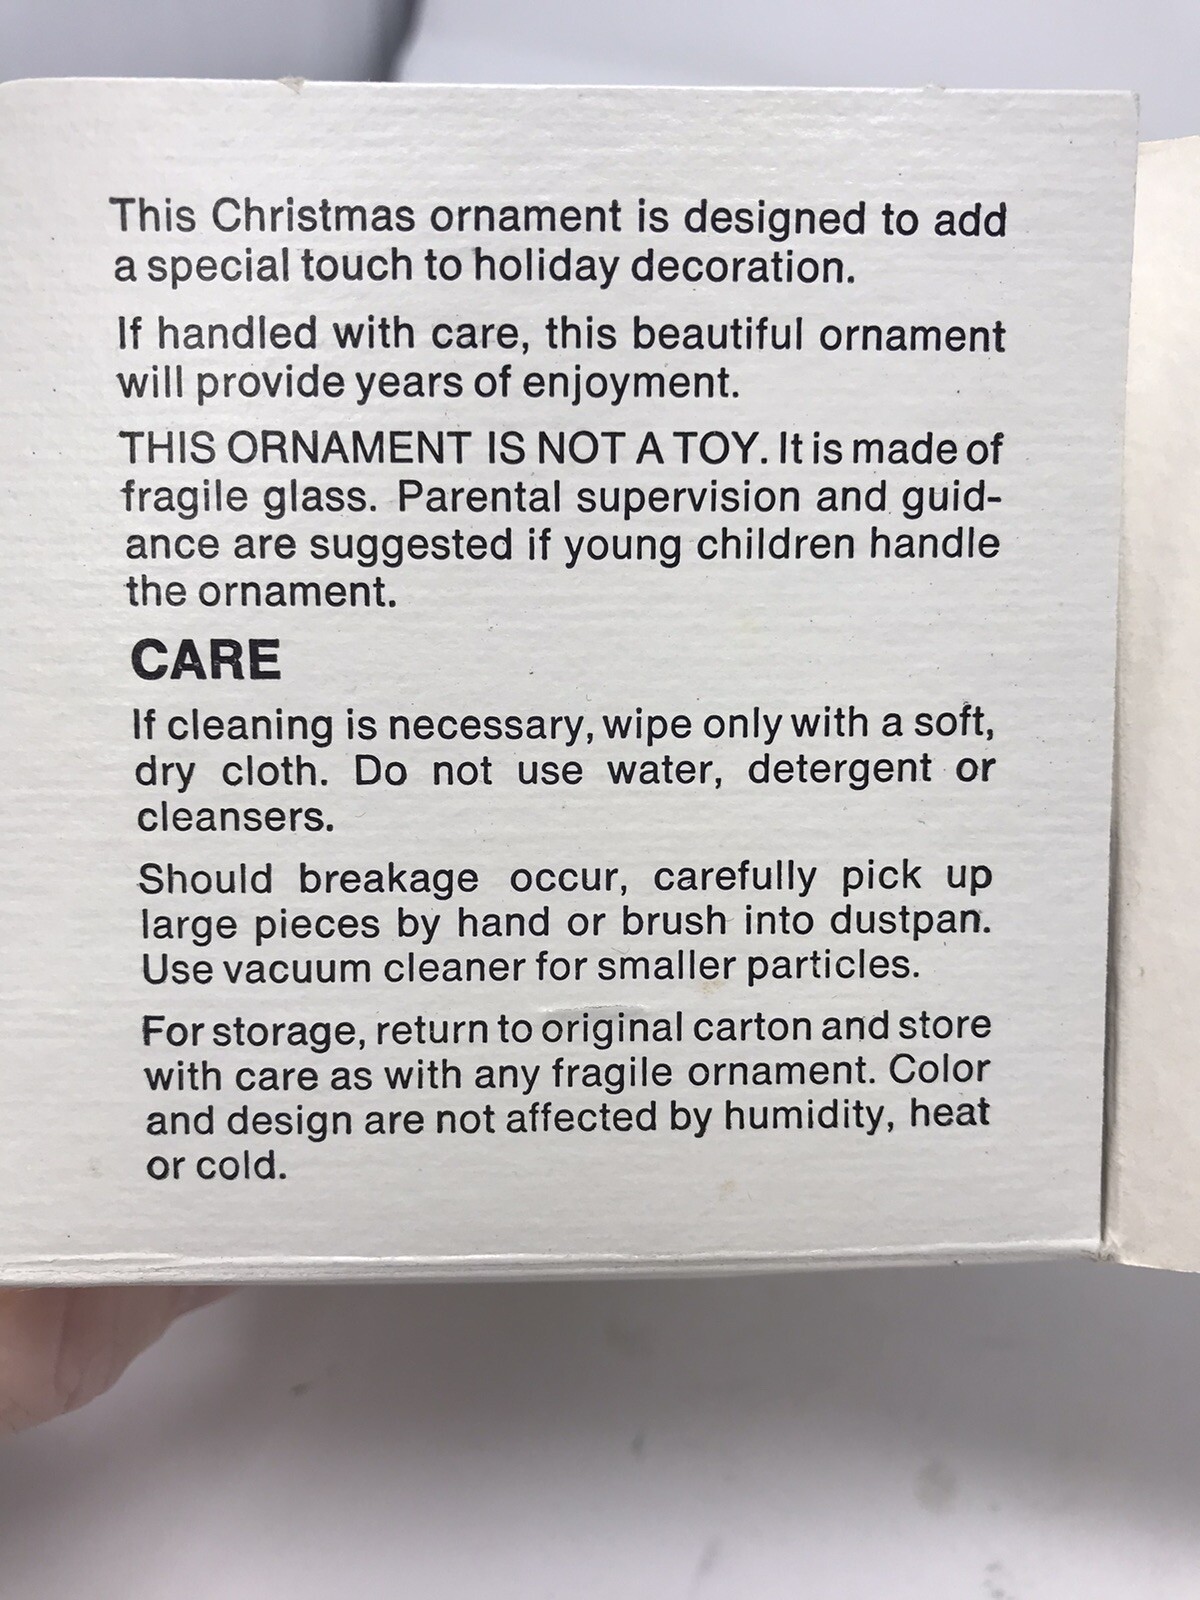 This Christmas ornament is designed to add
a special touch to holiday decoration.
If handled with care, this beautiful ornament
will provide years of enjoyment.
THIS ORNAMENT IS NOT A TOY. It is made of
fragile glass. Parental supervision and guid-
ance are suggested if young children handle
the ornament.
CARE
If cleaning is necessary, wipe only with a soft,
dry cloth. Do not use water, detergent or
cleansers.
Should breakage occur, carefully pick up
large pieces by hand or brush into dustpan.
Use vacuum cleaner for smaller particles.
For storage, return to original carton and store
with care as with any fragile ornament. Color
and design are not affected by humidity, heat
or cold.